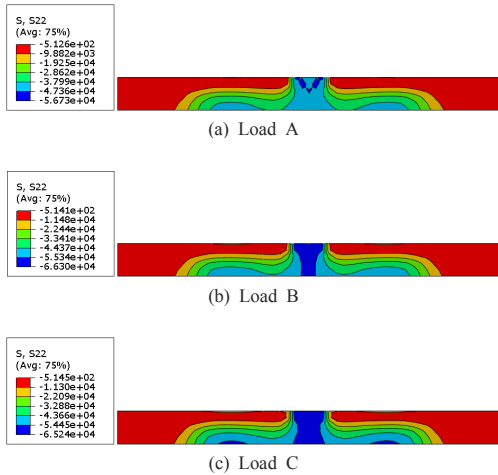 S, S22
(Avg: 75%)
-5.126e+02
-9.882e+03
-1.925e+04
-2.862e+04
-3.799e+04
-4.736e+04
-5.673e+04
(a) Load A
S, S22
(Avg: 75%)
-5.141e+02
-1.148e+04
-2.244e+04
-3.341e+04
-4.437e+04
-5.534e+04
-6.630e+04
(b) Load B
S, S22
(Avg: 75%)
-5.145e+02
-1.130e+04
-2.209e+04
-3.288e+04
-4.366e+04
-5.445e+04
-6.524e+04
(c) Load C